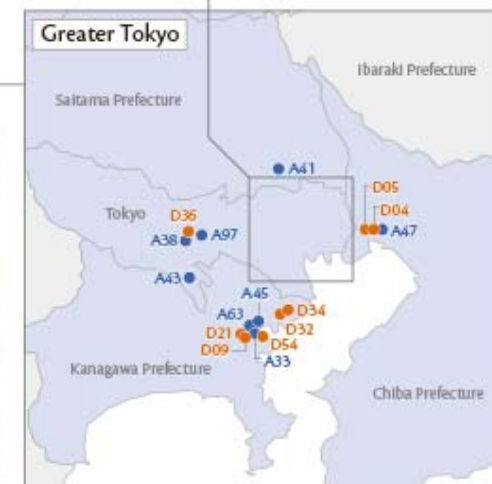 Greater Tokyo
Ibaraki Prefecture
Saitama Prefecture
A41
D05
D04
Tokyo
D36
A38
A97
A47
A43
A45
A63
D34
D21
D32
D09
D54
A33
Kanagawa Prefecture
Chiba Prefecture